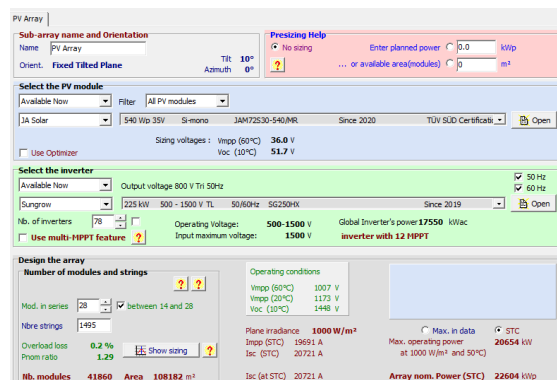 PV Array
Sub-array name and Orientation
Name PV Array
Orient. Fixed Tilted Plane
Tilt 10°
Azimuth 0°
Presizing Help
No sizing
Enter planned power 0.0 kWp
?
... or available area(modules) 0 m²
Select the PV module
Available Now Filter All PV modules
JA Solar 540 Wp 35V Si-mono JAM72S30-540/MR Since 2020 TÜV SÜD Certificatic Open
Sizing voltages : Vmpp (60°C) 36.0 V
Use Optimizer Voc (10°C) 51.7 V
Select the inverter
Available Now Output voltage 800 V Tri 50Hz
50 Hz
60 Hz
Sungrow 225 kW 500 - 1500 V TL 50/60Hz SG250HX Since 2019 Open
Nb. of inverters 78 Operating Voltage: 500-1500 V Global Inverter's power 17550 kWac
Use multi-MPPT feature ? Input maximum voltage: 1500 V inverter with 12 MPPT
Design the array
Number of modules and strings
? ?
Mod. in series 28 between 14 and 28
Nbre strings 1495
Overload loss 0.2 %
Pnom ratio 1.29
Show sizing ?
Nb. modules 41860 Area 108182 m²
Operating conditions
Vmpp (60°C) 1007 V
Vmpp (20°C) 1173 V
Voc (10°C) 1448 V
Plane irradiance 1000 W/m²
Impp (STC) 19691 A
Isc (STC) 20721 A
Isc (at STC) 20721 A
Max. in data STC
Max. operating power 20654 kW
at 1000 W/m² and 50°C)
Array nom. Power (STC) 22604 kWp